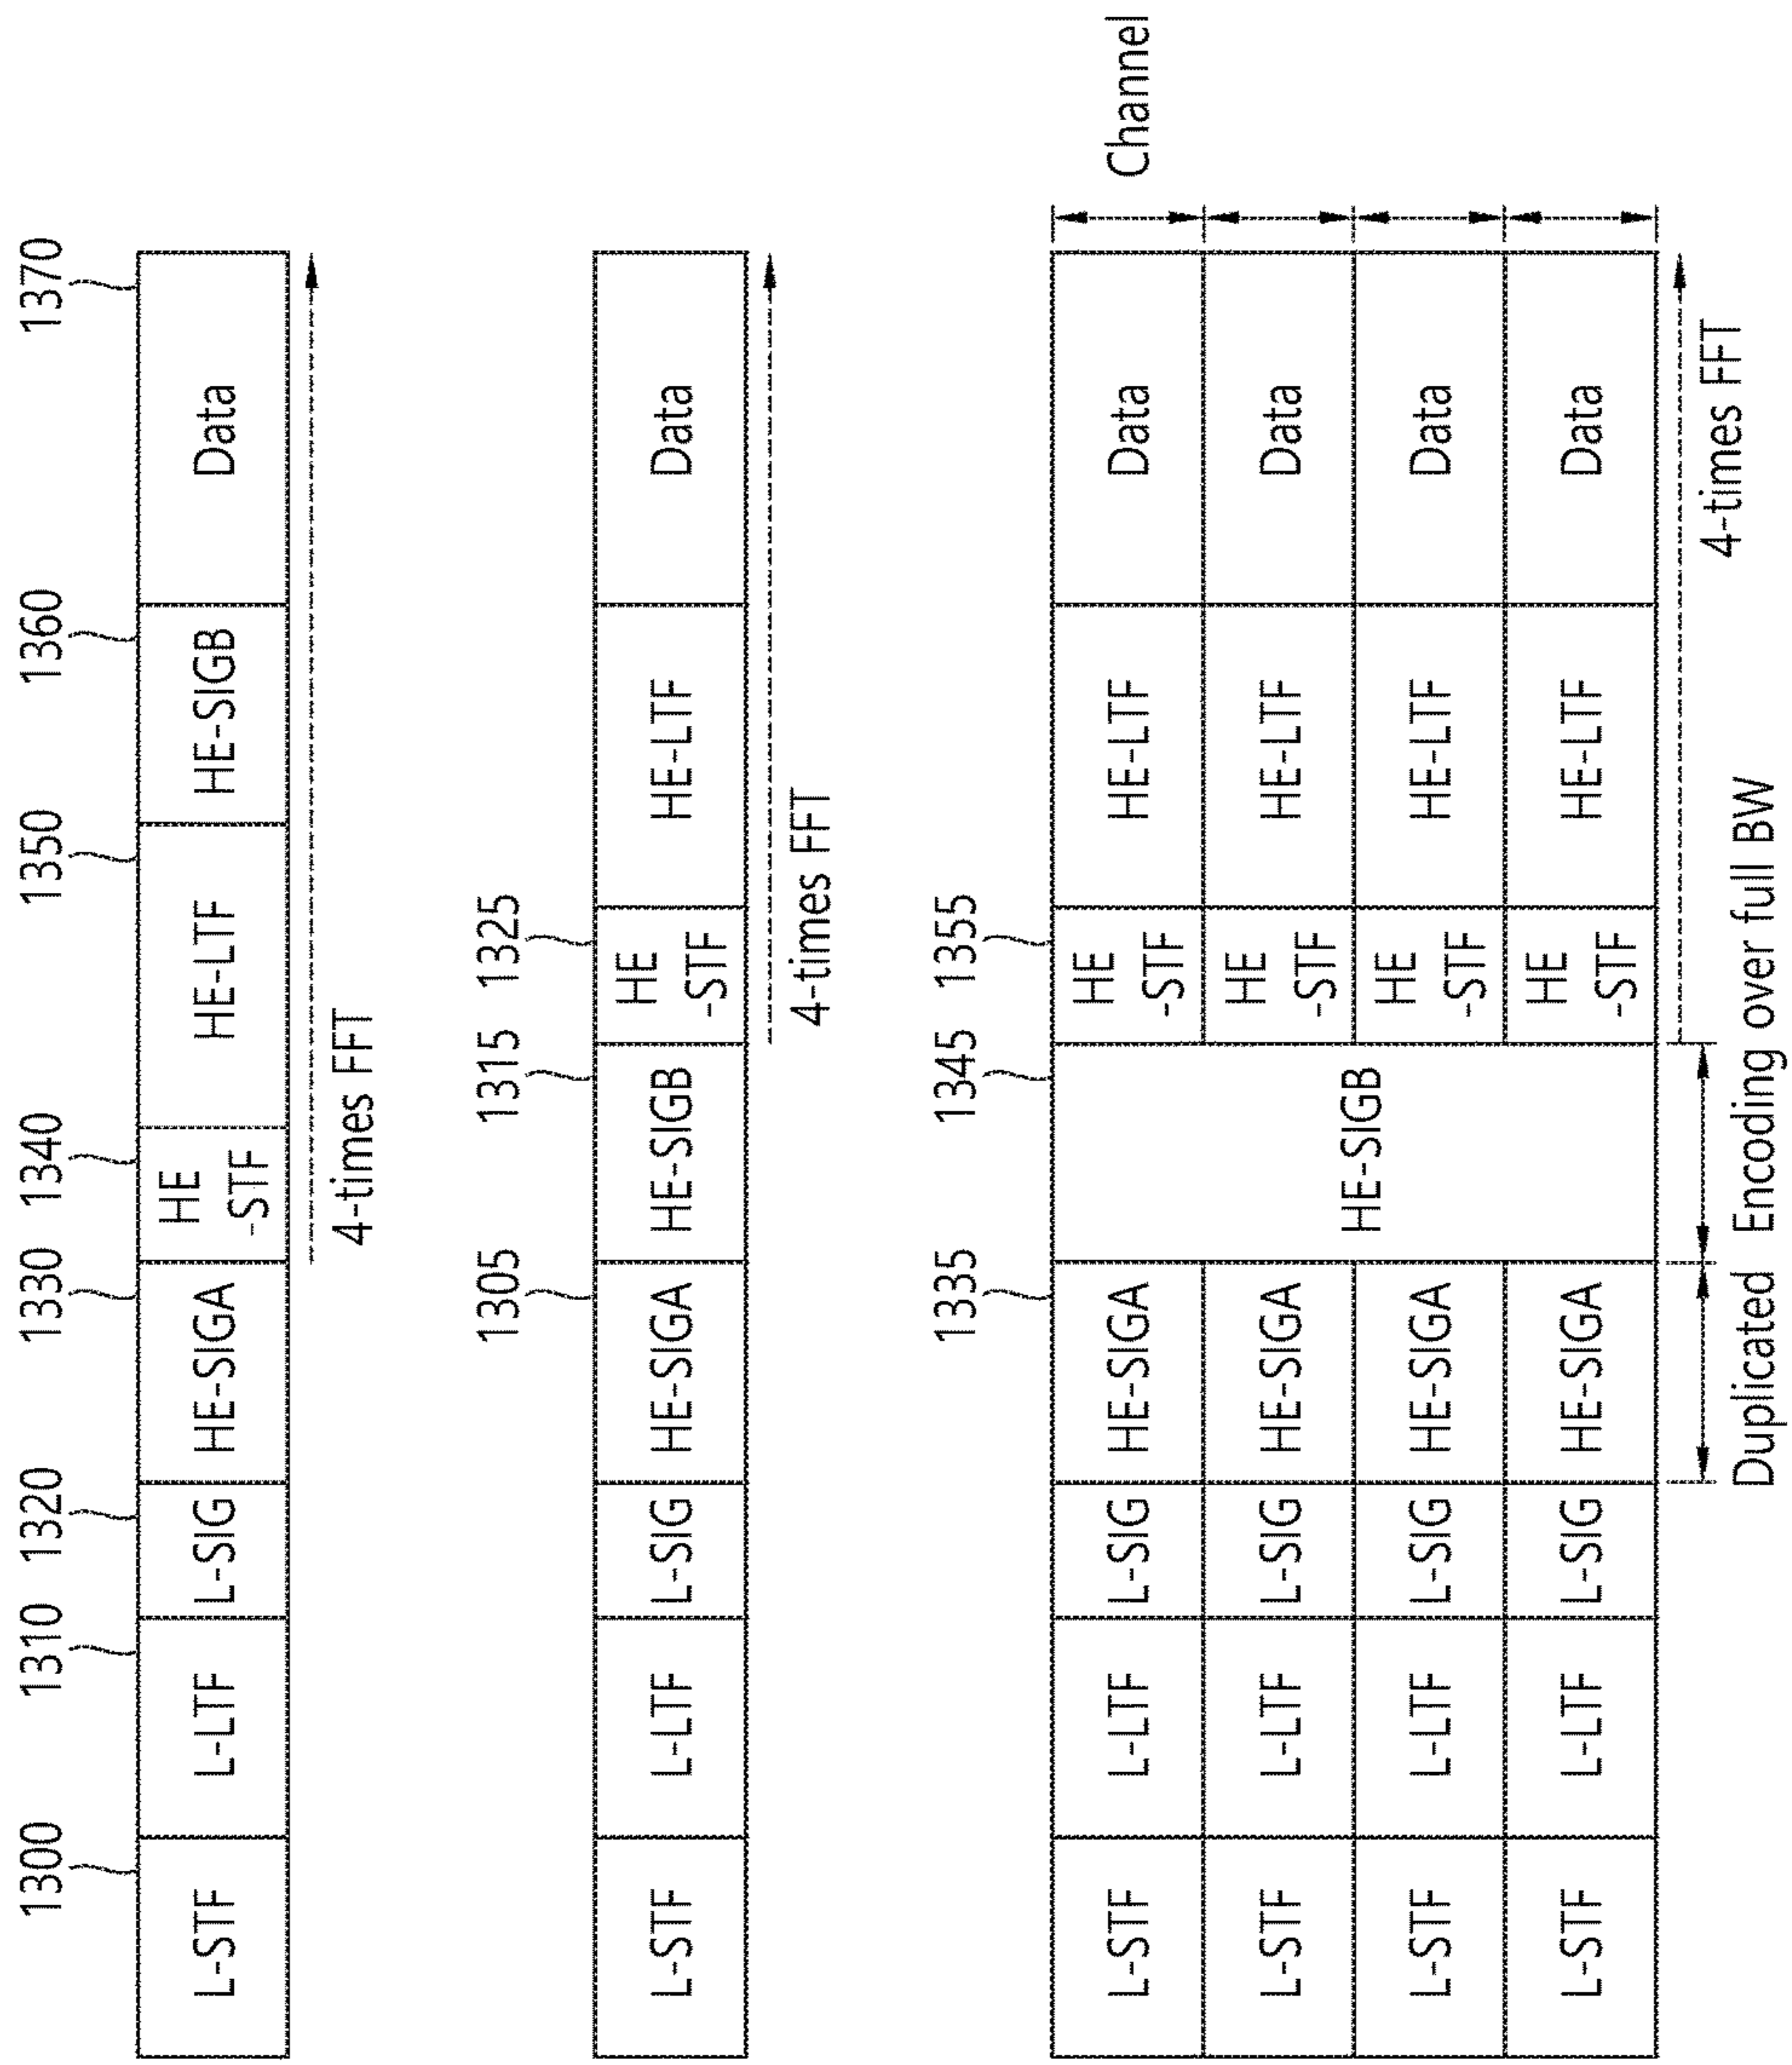 1300 1310 1320 1330 1340 1350 1360 1370
L-STF L-LTF L-SIG HE-SIGA HE HE-LTF HE-SIGB Data
-STF
4-times FFT
1305 1315 1325
L-STF L-LTF L-SIG HE-SIGA HE-SIGB HE HE-LTF Data
-STF
4-times FFT
1335 1345 1355
Channel
L-STF L-LTF L-SIG HE-SIGA HE HE-LTF Data
-STF
L-STF L-LTF L-SIG HE-SIGA HE HE-LTF Data
-STF
HE-SIGB
L-STF L-LTF L-SIG HE-SIGA HE HE-LTF Data
-STF
L-STF L-LTF L-SIG HE-SIGA HE HE-LTF Data
-STF
4-times FFT
Duplicated Encoding over full BW